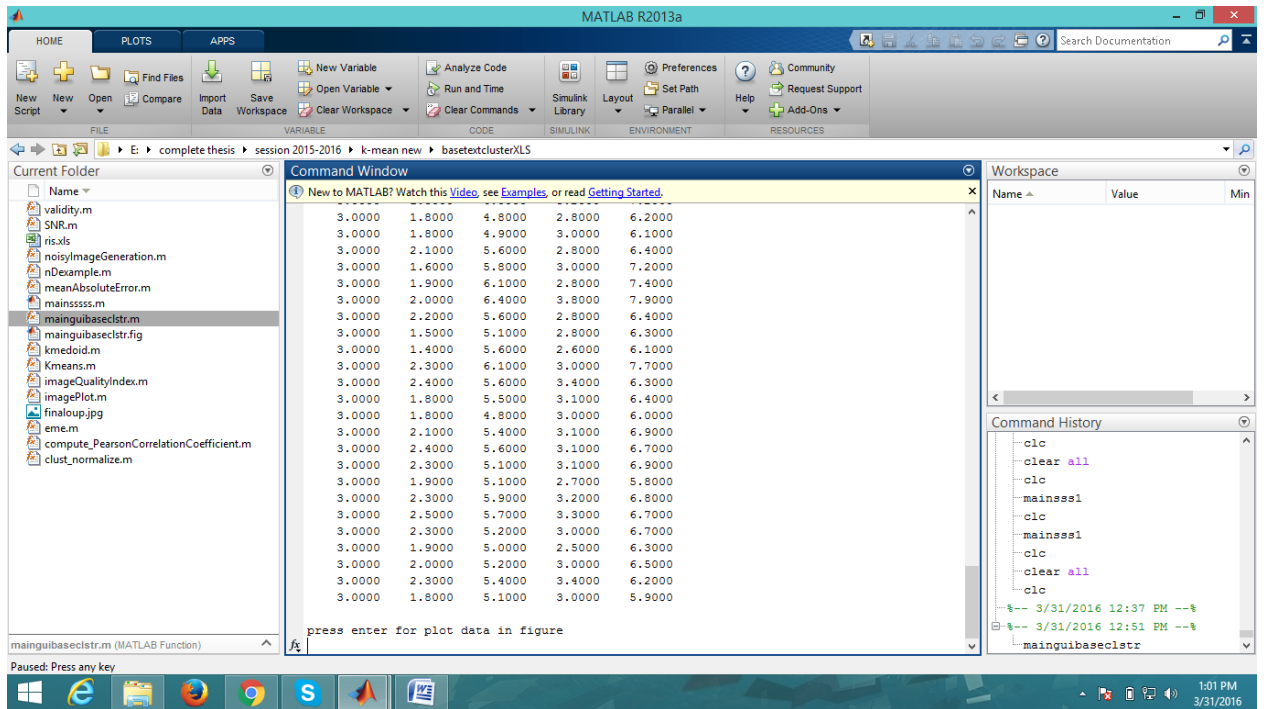 MATLAB R2013a
HOME PLOTS APPS
Search Documentation
New Script
New
Open
Find Files
Compare
Import Data
Save Workspace
New Variable
Open Variable
Clear Workspace
Analyze Code
Run and Time
Clear Commands
Simulink Library
Layout
Preferences
Set Path
Parallel
Help
Community
Request Support
Add-Ons
FILE VARIABLE CODE SIMULINK ENVIRONMENT RESOURCES
E: complete thesis session 2015-2016 k-mean new basetextclusterXLS
Current Folder
Name
validity.m
SNR.m
ris.xls
noisyImageGeneration.m
nDexample.m
meanAbsoluteError.m
mainsssss.m
mainguibaseclstr.m
mainguibaseclstr.fig
kmedoid.m
Kmeans.m
imageQualityIndex.m
imagePlot.m
finaloup.jpg
eme.m
compute_PearsonCorrelationCoefficient.m
clust_normalize.m
mainguibaseclstr.m (MATLAB Function)
Command Window
New to MATLAB? Watch this Video, see Examples, or read Getting Started.
3.0000 1.8000 4.8000 2.8000 6.2000
3.0000 1.8000 4.9000 3.0000 6.1000
3.0000 2.1000 5.6000 2.8000 6.4000
3.0000 1.6000 5.8000 3.0000 7.2000
3.0000 1.9000 6.1000 2.8000 7.4000
3.0000 2.0000 6.4000 3.8000 7.9000
3.0000 2.2000 5.6000 2.8000 6.4000
3.0000 1.5000 5.1000 2.8000 6.3000
3.0000 1.4000 5.6000 2.6000 6.1000
3.0000 2.3000 6.1000 3.0000 7.7000
3.0000 2.4000 5.6000 3.4000 6.3000
3.0000 1.8000 5.5000 3.1000 6.4000
3.0000 1.8000 4.8000 3.0000 6.0000
3.0000 2.1000 5.4000 3.1000 6.9000
3.0000 2.4000 5.6000 3.1000 6.7000
3.0000 2.3000 5.1000 3.1000 6.9000
3.0000 1.9000 5.1000 2.7000 5.8000
3.0000 2.3000 5.9000 3.2000 6.8000
3.0000 2.5000 5.7000 3.3000 6.7000
3.0000 2.3000 5.2000 3.0000 6.7000
3.0000 1.9000 5.0000 2.5000 6.3000
3.0000 2.0000 5.2000 3.0000 6.5000
3.0000 2.3000 5.4000 3.4000 6.2000
3.0000 1.8000 5.1000 3.0000 5.9000
press enter for plot data in figure
fx
Workspace
Name Value Min
Command History
clc
clear all
clc
mainsss1
clc
mainsss1
clc
clear all
clc
%-- 3/31/2016 12:37 PM --%
%-- 3/31/2016 12:51 PM --%
mainguibaseclstr
Paused: Press any key
1:01 PM
3/31/2016